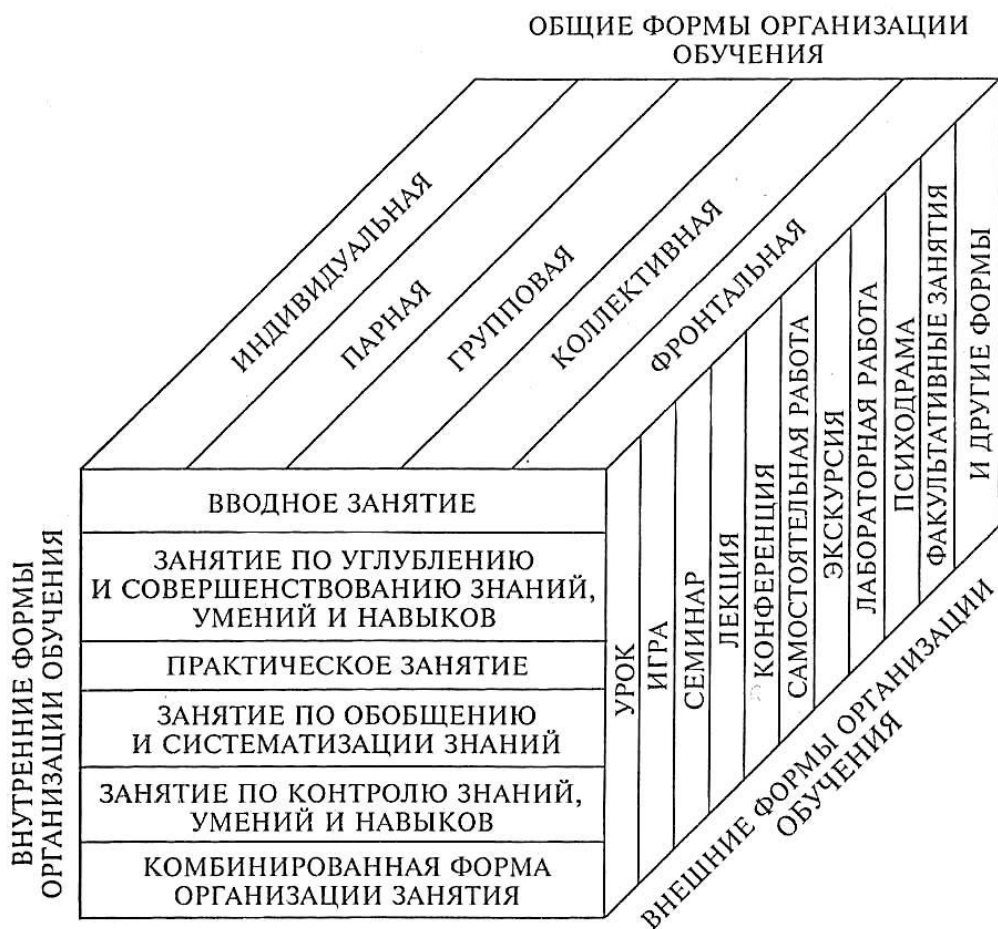 ОБЩИЕ ФОРМЫ ОРГАНИЗАЦИИ
ОБУЧЕНИЯ
ИНДИВИДУАЛЬНАЯ
ПАРНАЯ
ГРУППОВАЯ
КОЛЛЕКТИВНАЯ
ФРОНТАЛЬНАЯ
ВНУТРЕННИЕ ФОРМЫ
ОРГАНИЗАЦИИ ОБУЧЕНИЯ
ВВОДНОЕ ЗАНЯТИЕ
ЗАНЯТИЕ ПО УГЛУБЛЕНИЮ
И СОВЕРШЕНСТВОВАНИЮ ЗНАНИЙ,
УМЕНИЙ И НАВЫКОВ
ПРАКТИЧЕСКОЕ ЗАНЯТИЕ
ЗАНЯТИЕ ПО ОБОБЩЕНИЮ
И СИСТЕМАТИЗАЦИИ ЗНАНИЙ
ЗАНЯТИЕ ПО КОНТРОЛЮ ЗНАНИЙ,
УМЕНИЙ И НАВЫКОВ
КОМБИНИРОВАННАЯ ФОРМА
ОРГАНИЗАЦИИ ЗАНЯТИЯ
УРОК
ИГРА
СЕМИНАР
ЛЕКЦИЯ
КОНФЕРЕНЦИЯ
САМОСТОЯТЕЛЬНАЯ РАБОТА
ЭКСКУРСИЯ
ЛАБОРАТОРНАЯ РАБОТА
ПСИХОДРАМА
ФАКУЛЬТАТИВНЫЕ ЗАНЯТИЯ
И ДРУГИЕ ФОРМЫ
ВНЕШНИЕ ФОРМЫ ОРГАНИЗАЦИИ
ОБУЧЕНИЯ